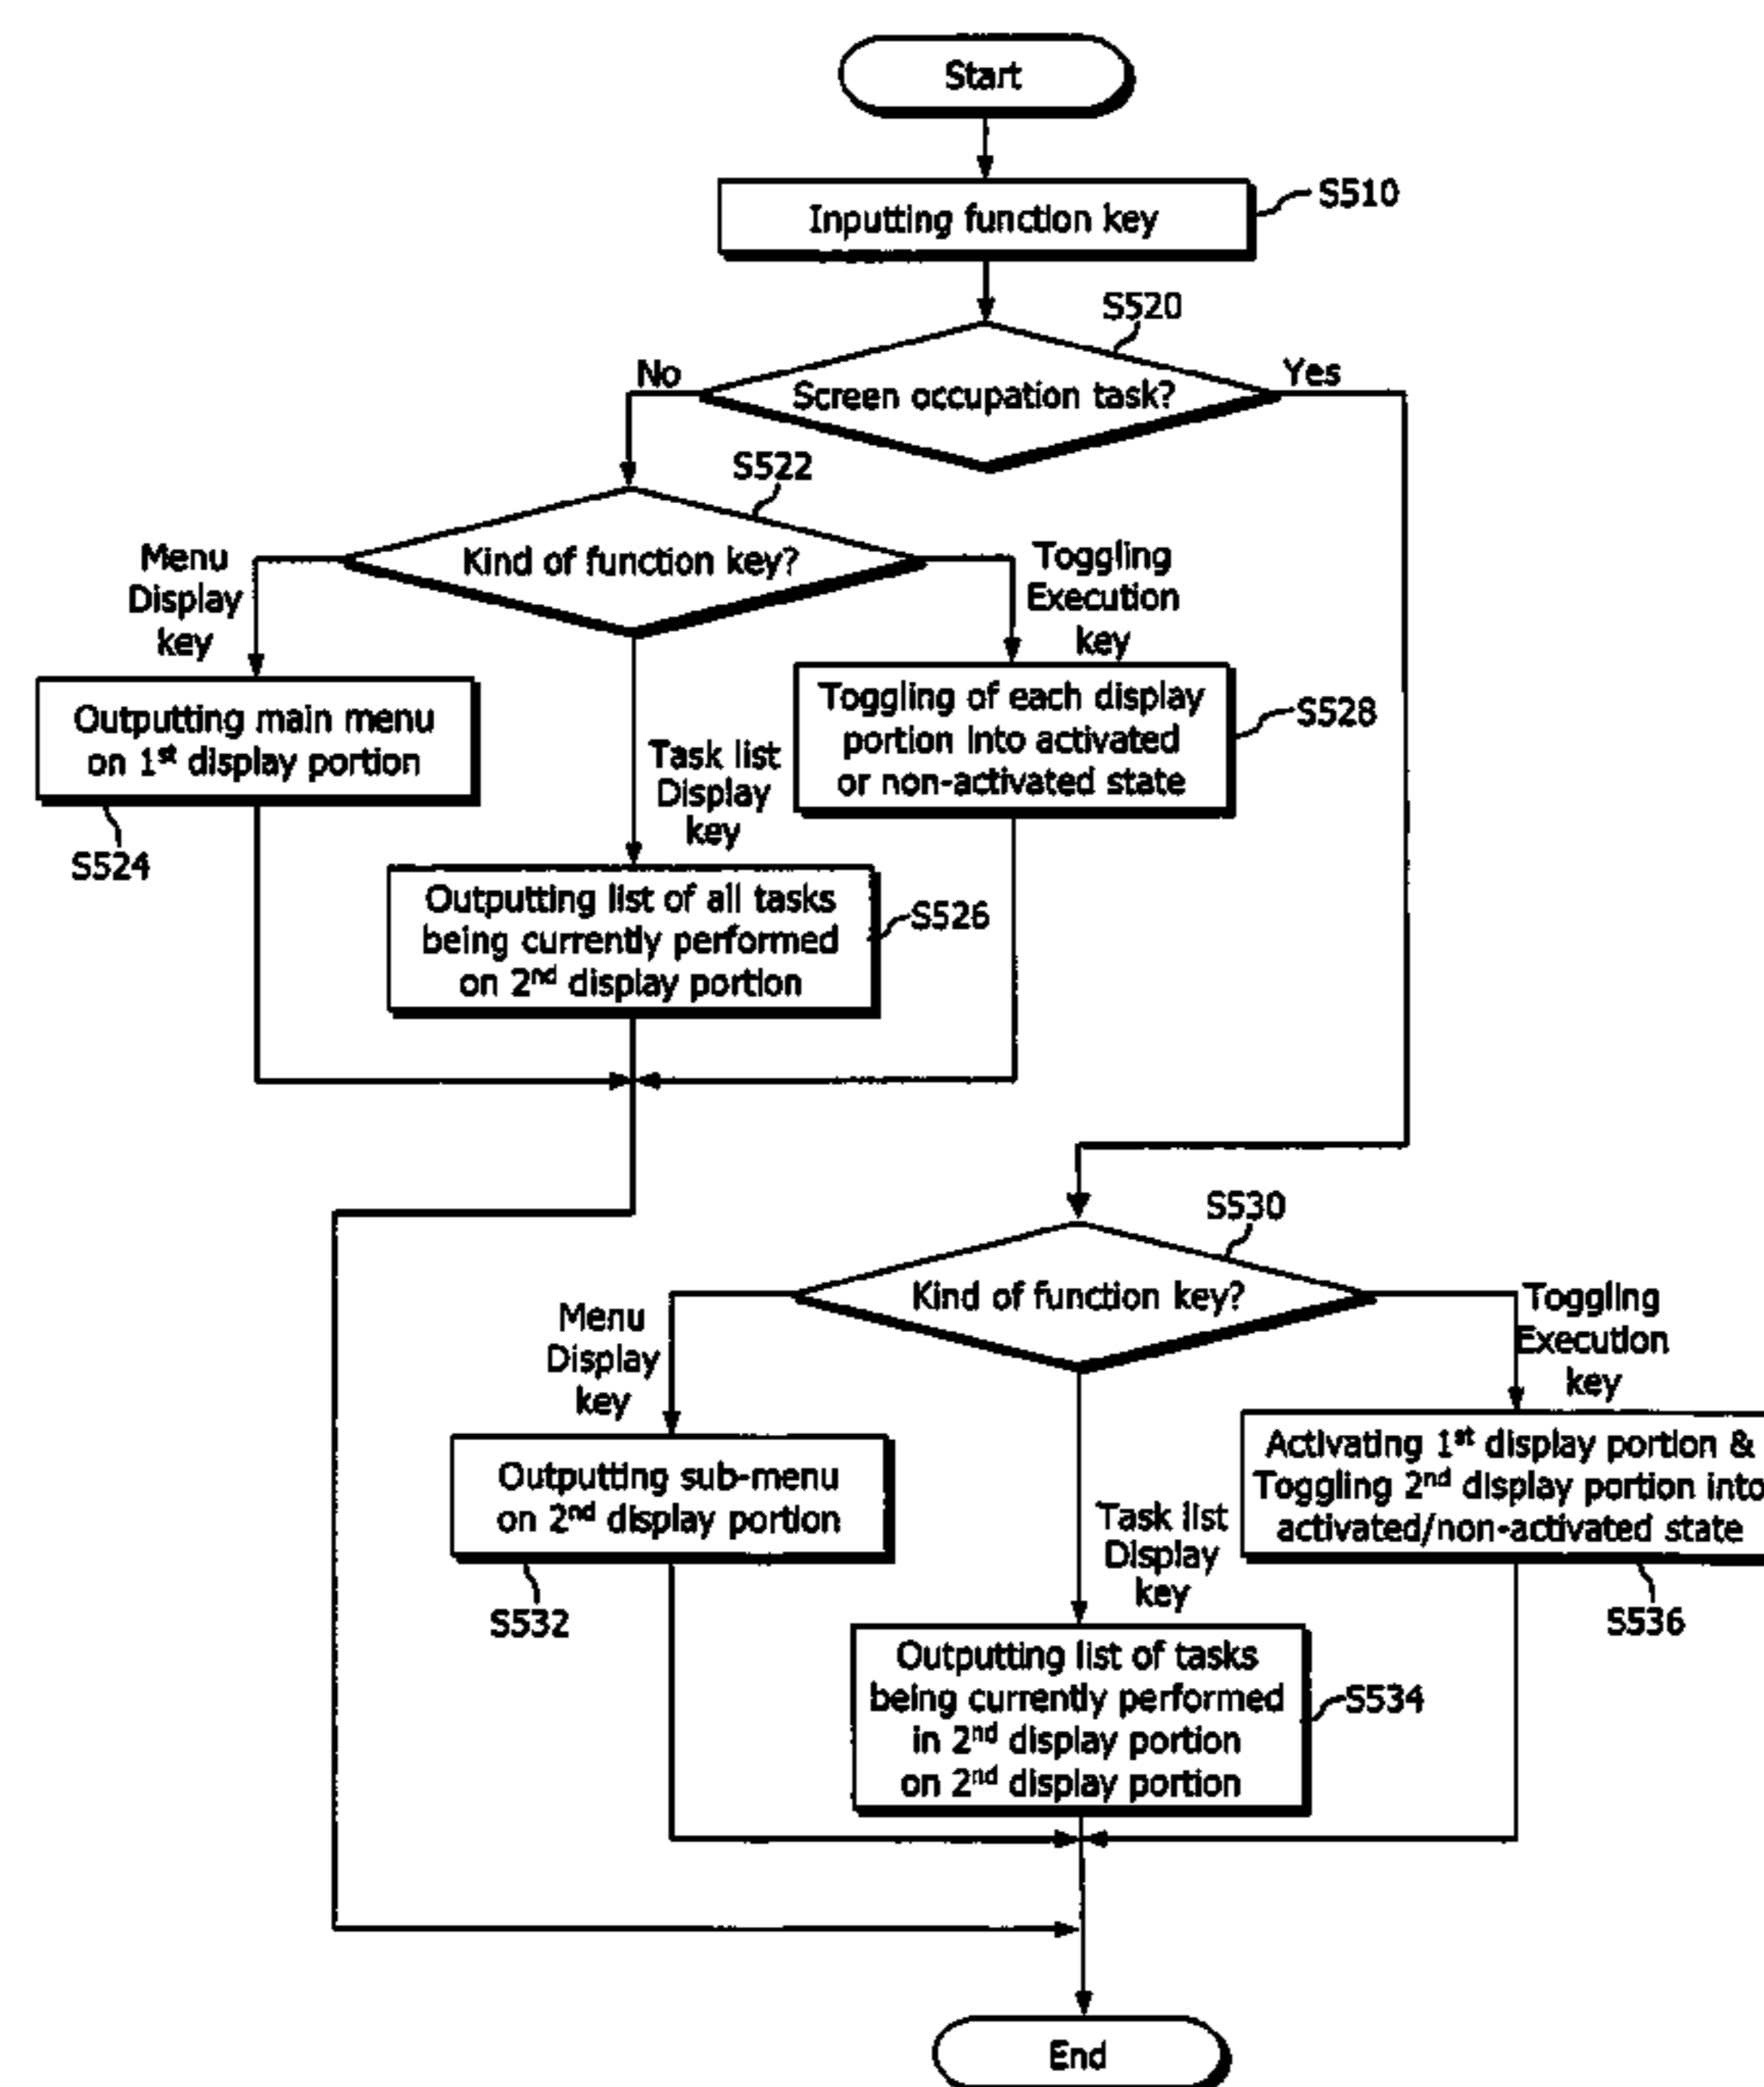 Start
Inputting function key
S510
S520
No
Screen occupation task?
Yes
S522
Menu
Display
key
Kind of function key?
Toggling
Execution
key
Outputting main menu
on 1st display portion
S524
Task list
Display
key
Toggling of each display
portion into activated
or non-activated state
S528
Outputting list of all tasks
being currently performed
on 2nd display portion
S526
S530
Menu
Display
key
Kind of function key?
Toggling
Execution
key
Outputting sub-menu
on 2nd display portion
S532
Task list
Display
key
Activating 1st display portion &
Toggling 2nd display portion into
activated/non-activated state
S536
Outputting list of tasks
being currently performed
in 2nd display portion
on 2nd display portion
S534
End